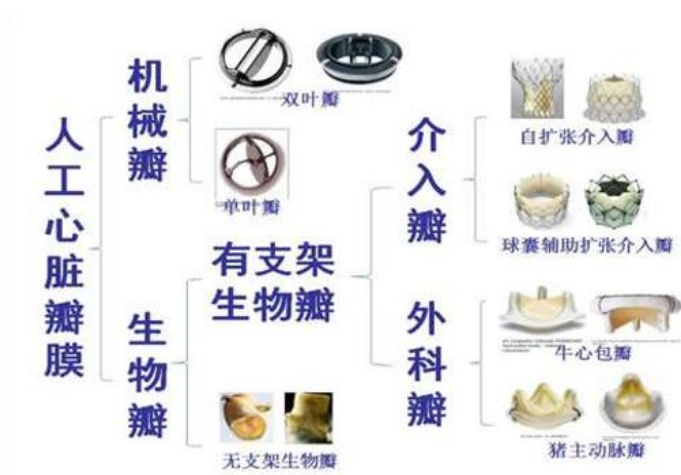 人工心脏瓣膜
机械瓣
双叶瓣
单叶瓣
生物瓣
有支架
生物瓣
介入瓣
自扩张介入瓣
球囊辅助扩张介入瓣
外科瓣
牛心包瓣
猪主动脉瓣
无支架生物瓣